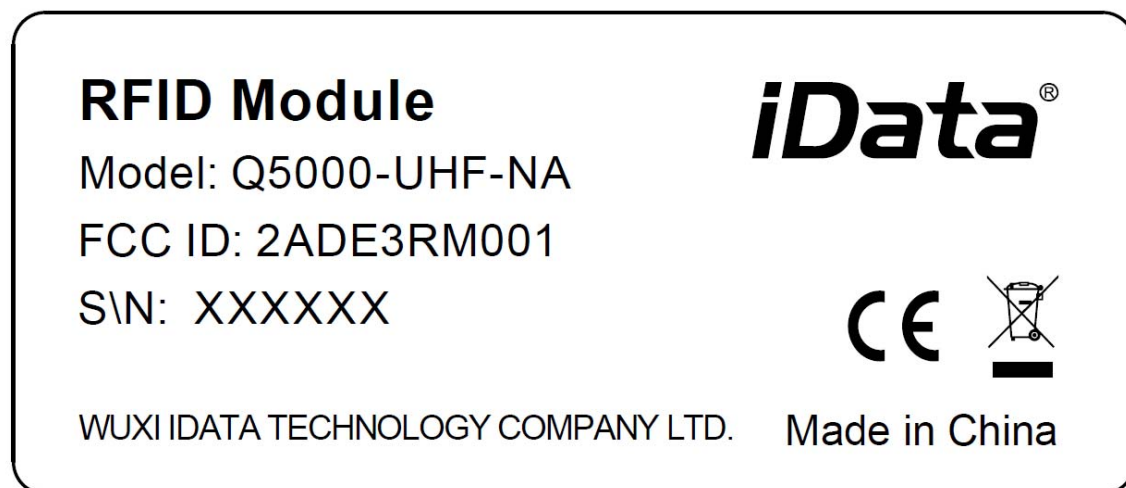 RFID Module
iData®
Model: Q5000-UHF-NA
FCC ID: 2ADE3RM001
S\N: XXXXXX
CE
WUXI IDATA TECHNOLOGY COMPANY LTD.
Made in China